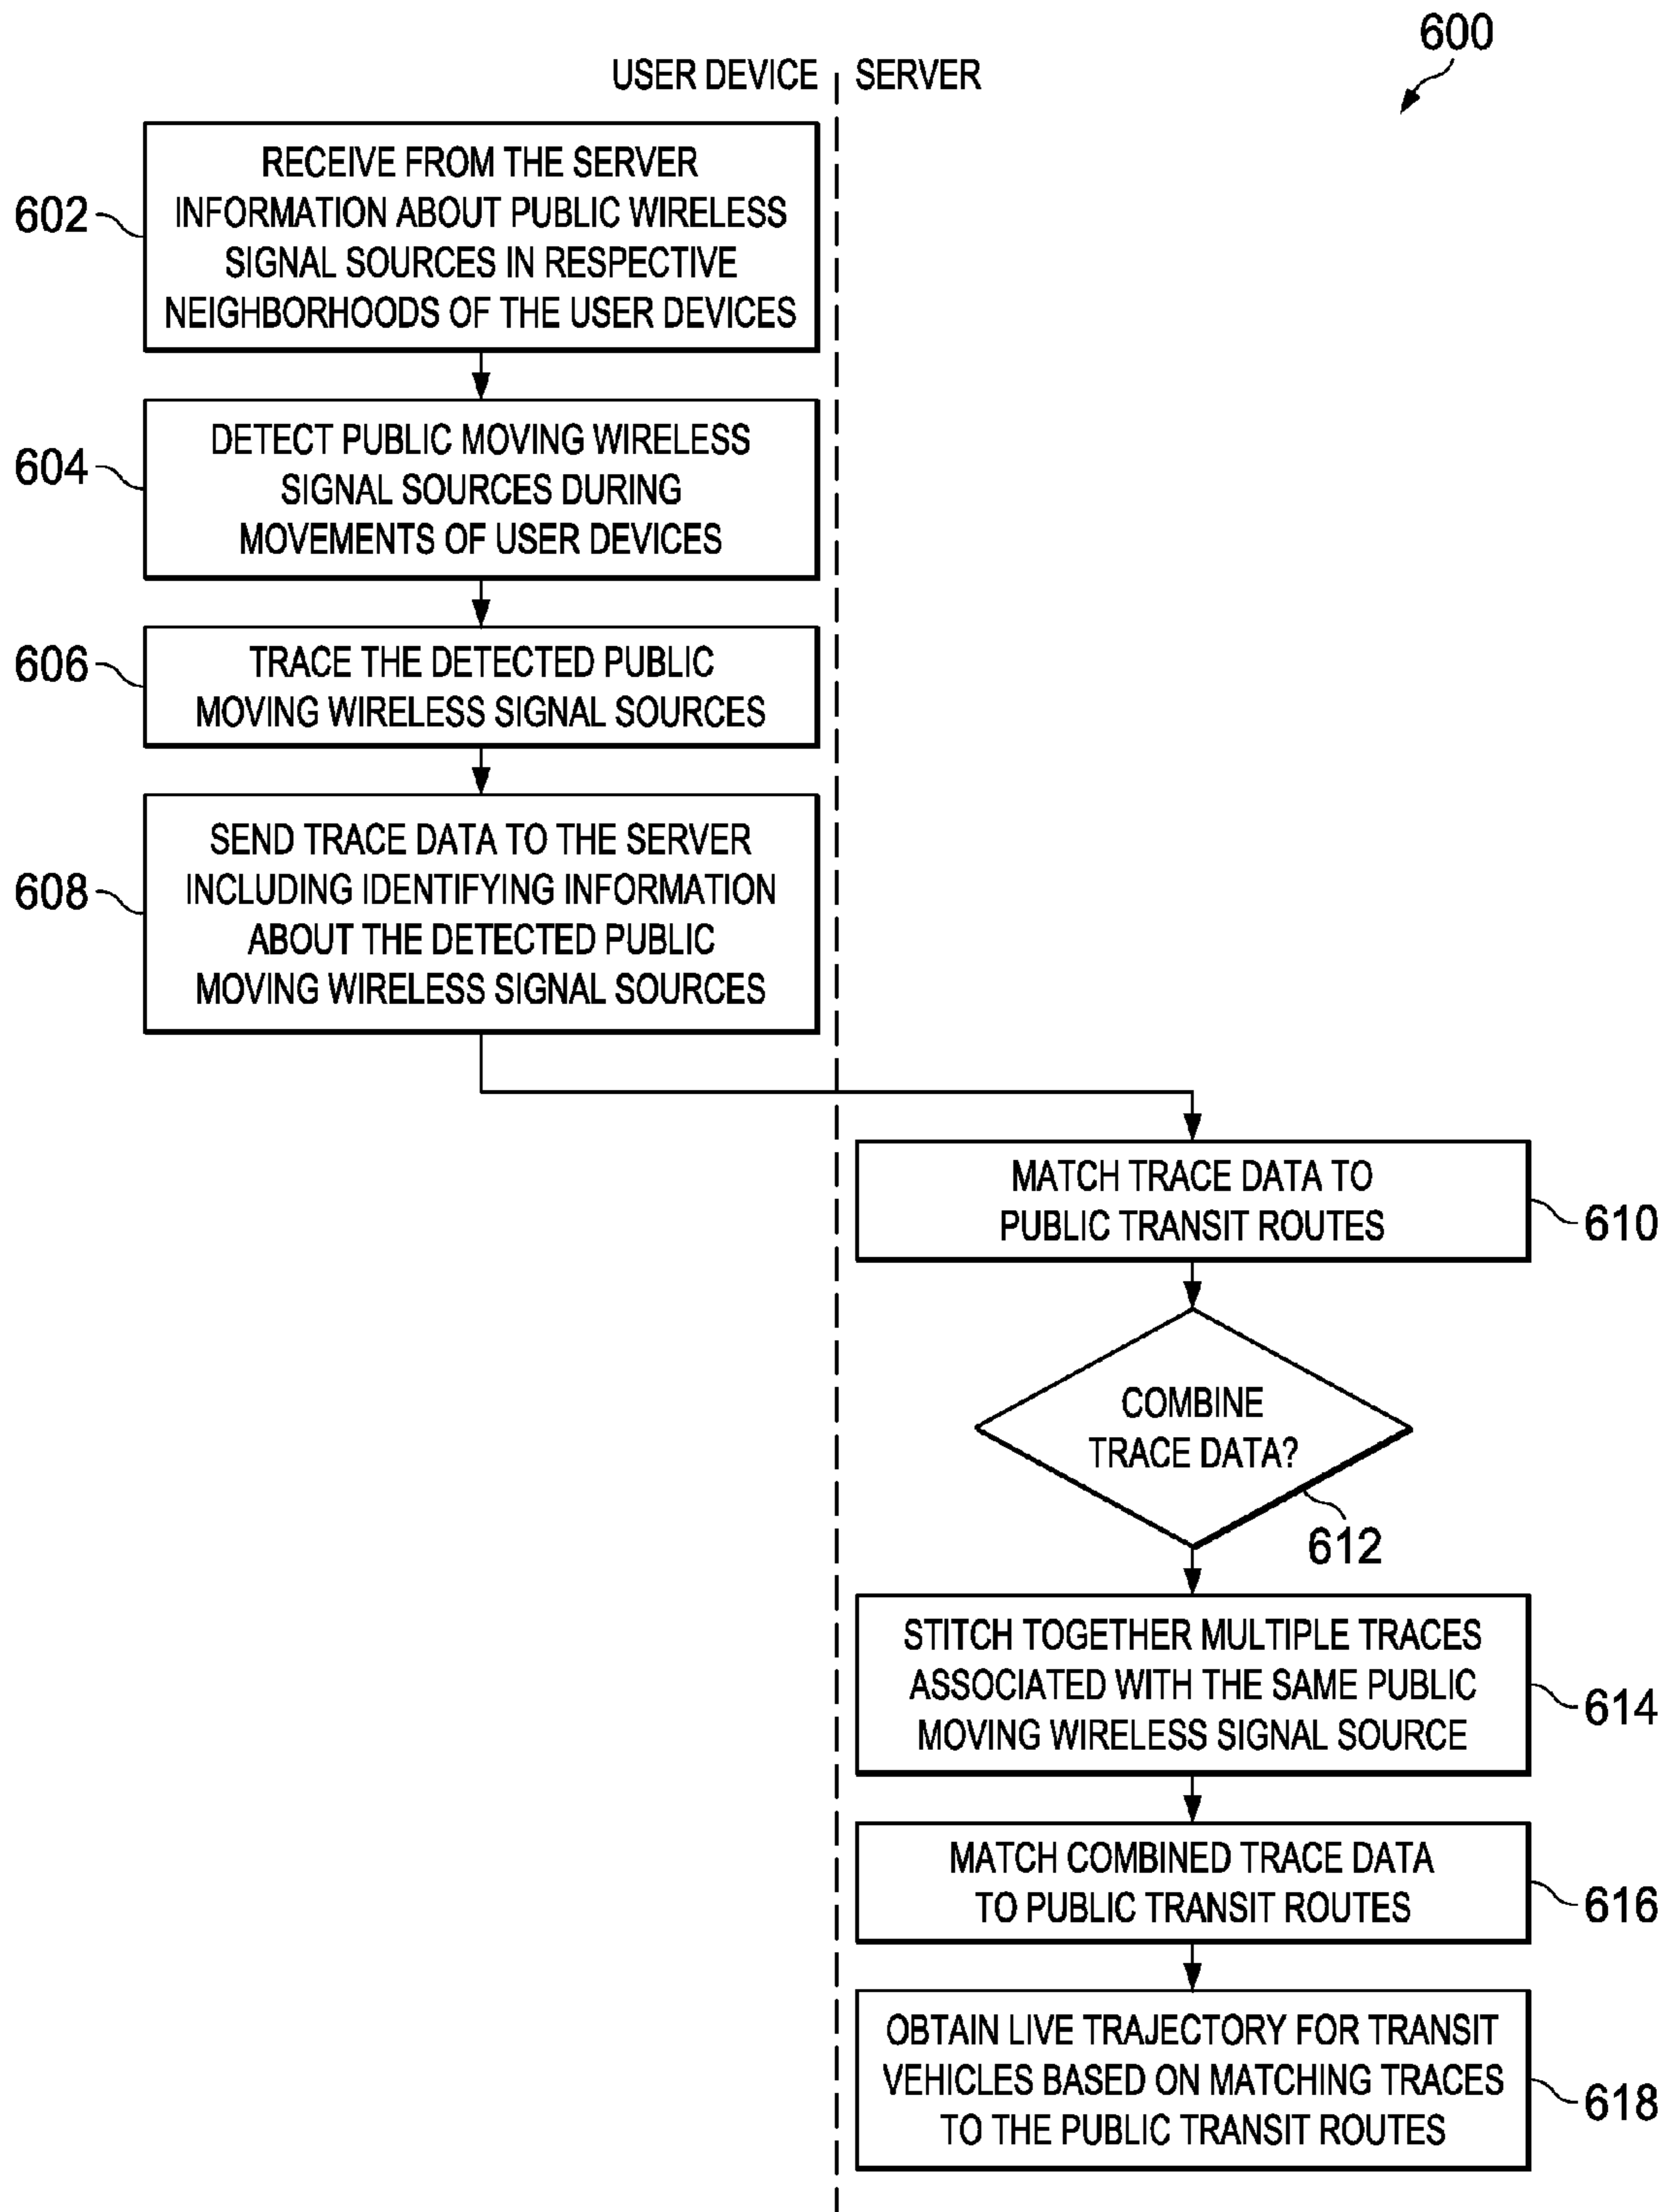 600
USER DEVICE
SERVER
602
RECEIVE FROM THE SERVER
INFORMATION ABOUT PUBLIC WIRELESS
SIGNAL SOURCES IN RESPECTIVE
NEIGHBORHOODS OF THE USER DEVICES
604
DETECT PUBLIC MOVING WIRELESS
SIGNAL SOURCES DURING
MOVEMENTS OF USER DEVICES
606
TRACE THE DETECTED PUBLIC
MOVING WIRELESS SIGNAL SOURCES
608
SEND TRACE DATA TO THE SERVER
INCLUDING IDENTIFYING INFORMATION
ABOUT THE DETECTED PUBLIC
MOVING WIRELESS SIGNAL SOURCES
MATCH TRACE DATA TO
PUBLIC TRANSIT ROUTES
610
COMBINE
TRACE DATA?
612
STITCH TOGETHER MULTIPLE TRACES
ASSOCIATED WITH THE SAME PUBLIC
MOVING WIRELESS SIGNAL SOURCE
614
MATCH COMBINED TRACE DATA
TO PUBLIC TRANSIT ROUTES
616
OBTAIN LIVE TRAJECTORY FOR TRANSIT
VEHICLES BASED ON MATCHING TRACES
TO THE PUBLIC TRANSIT ROUTES
618